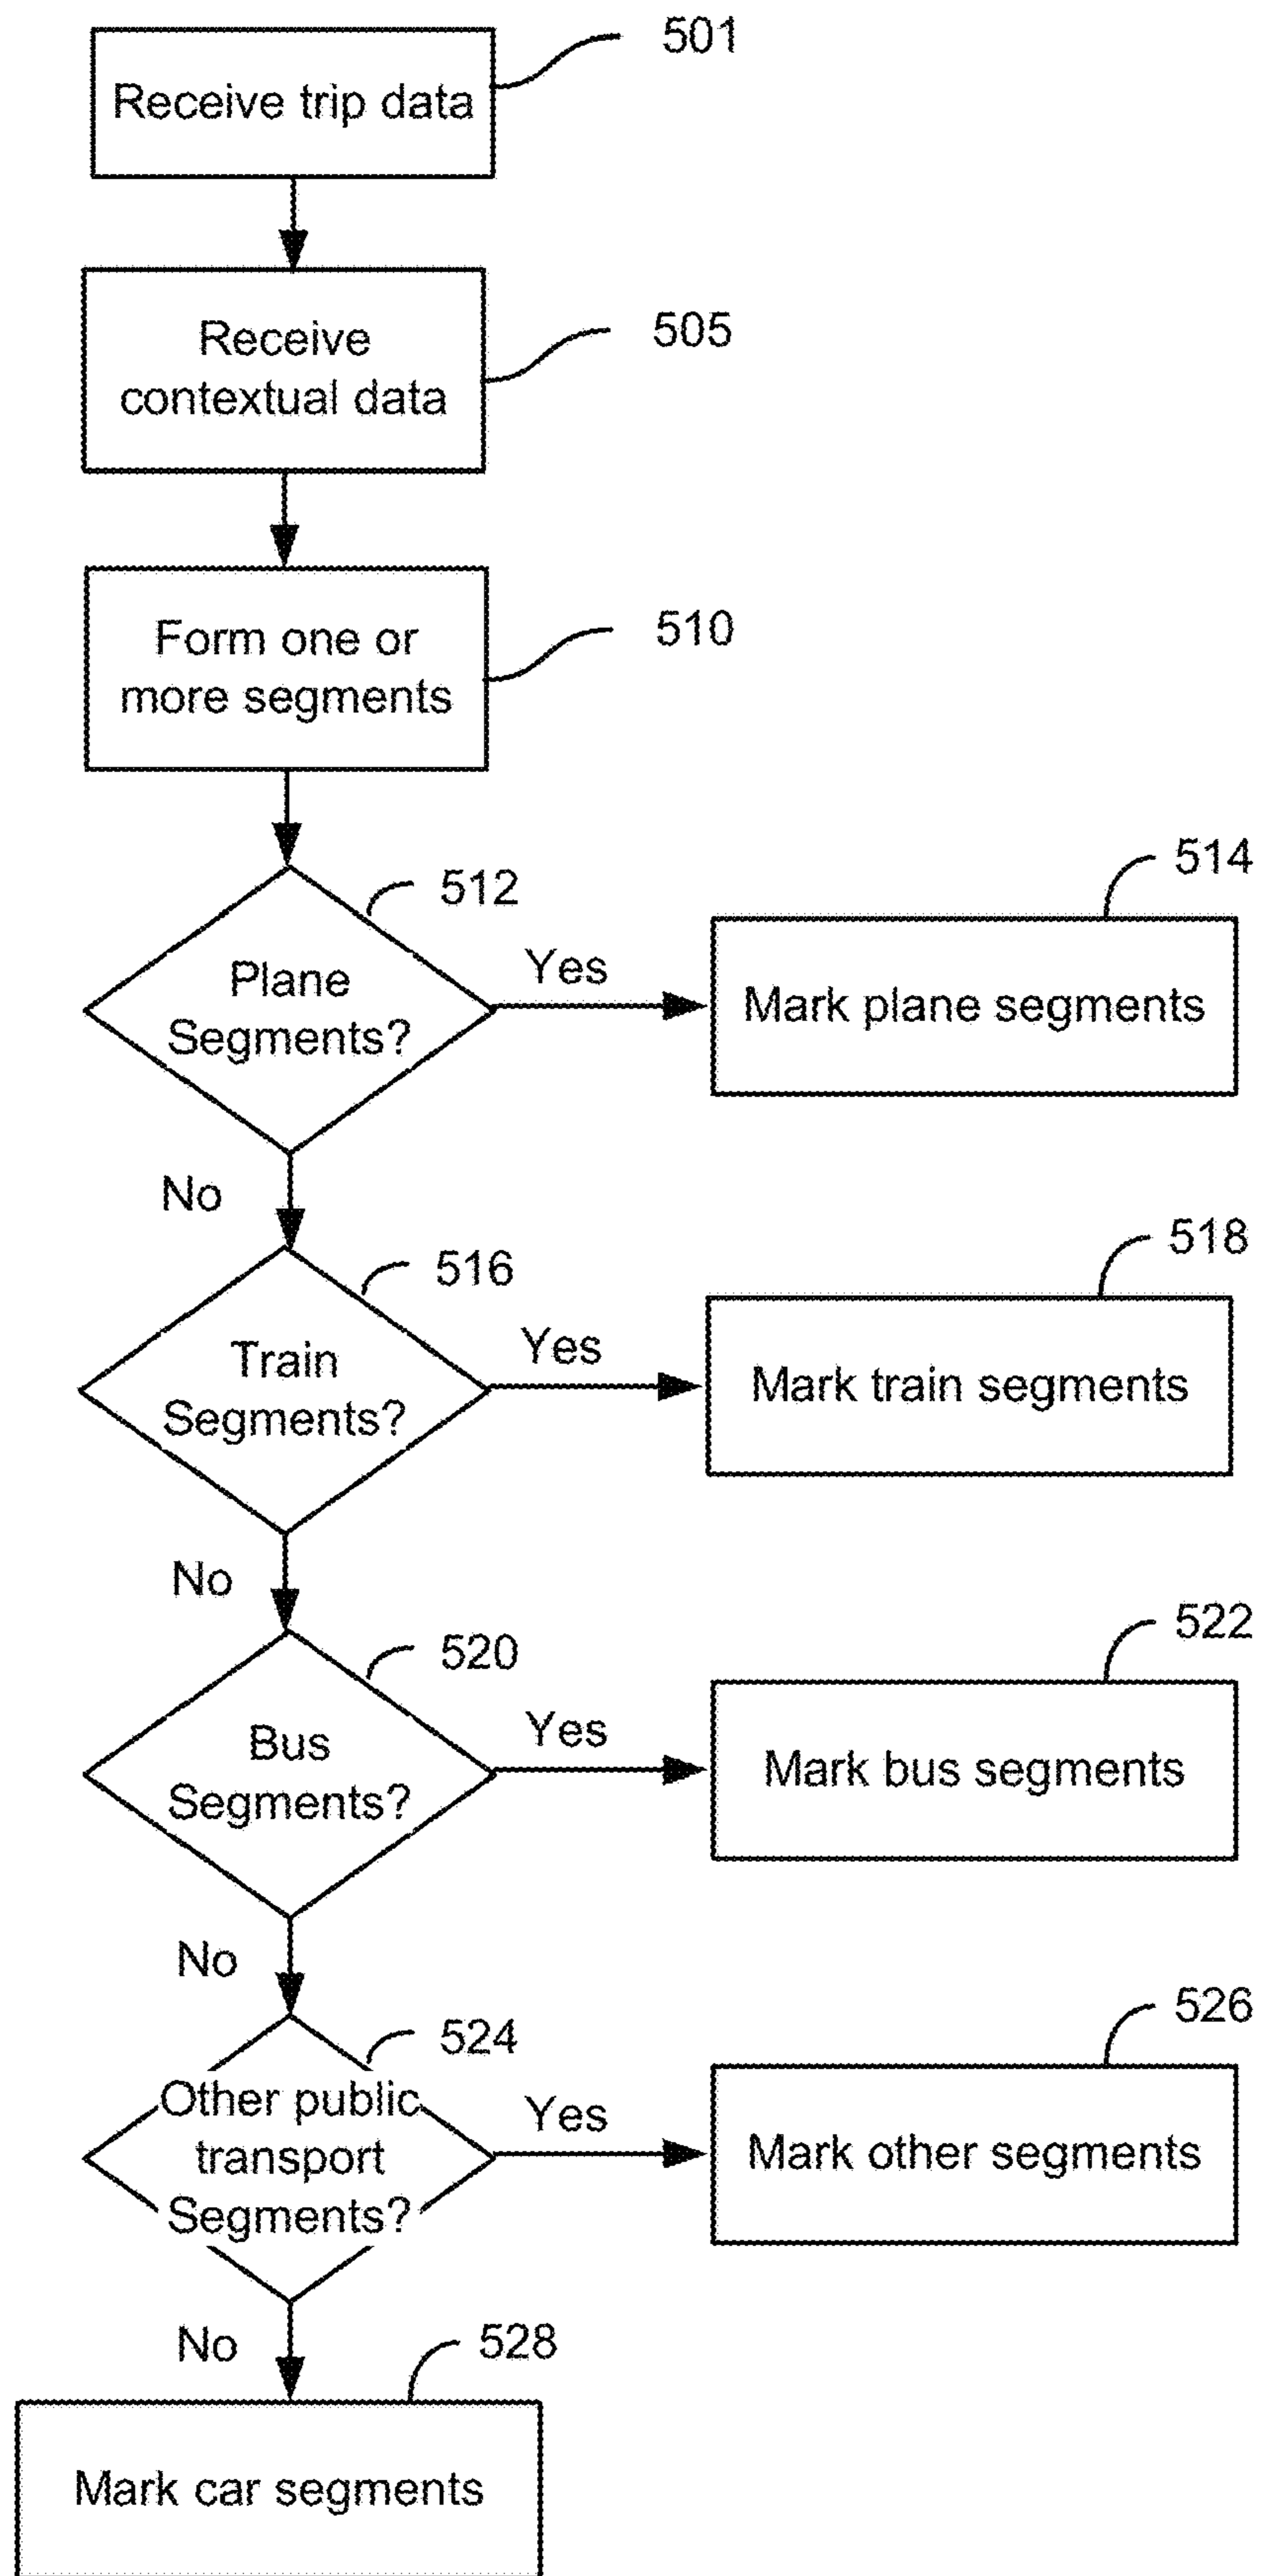 501
Receive trip data
505
Receive
contextual data
510
Form one or
more segments
514
512
Plane
Segments?
Yes
Mark plane segments
No
518
516
Train
Segments?
Yes
Mark train segments
No
522
520
Bus
Segments?
Yes
Mark bus segments
No
526
524
Other public
transport
Segments?
Yes
Mark other segments
No
528
Mark car segments